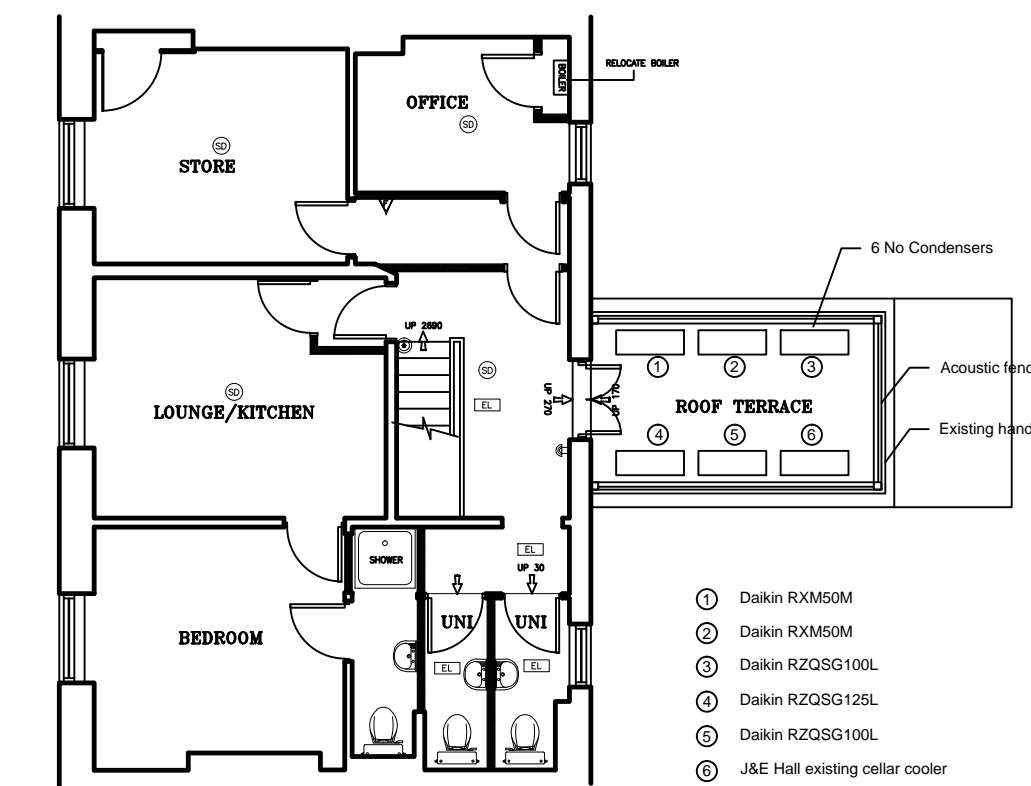 RELOCATE BOILER
BOILER
OFFICE
SD
SD
STORE
F
6 No Condensers
UP 2690
1
2
3
SD
Acoustic fenc
SD
EL
UP 270
UP 170
LOUNGE/KITCHEN
ROOF TERRACE
4
5
6
Existing hand
SHOWER
EL
UP 30
UNI
UNI
BEDROOM
EL
EL
1 Daikin RXM50M
2 Daikin RXM50M
3 Daikin RZQSG100L
4 Daikin RZQSG125L
5 Daikin RZQSG100L
6 J&E Hall existing cellar cooler